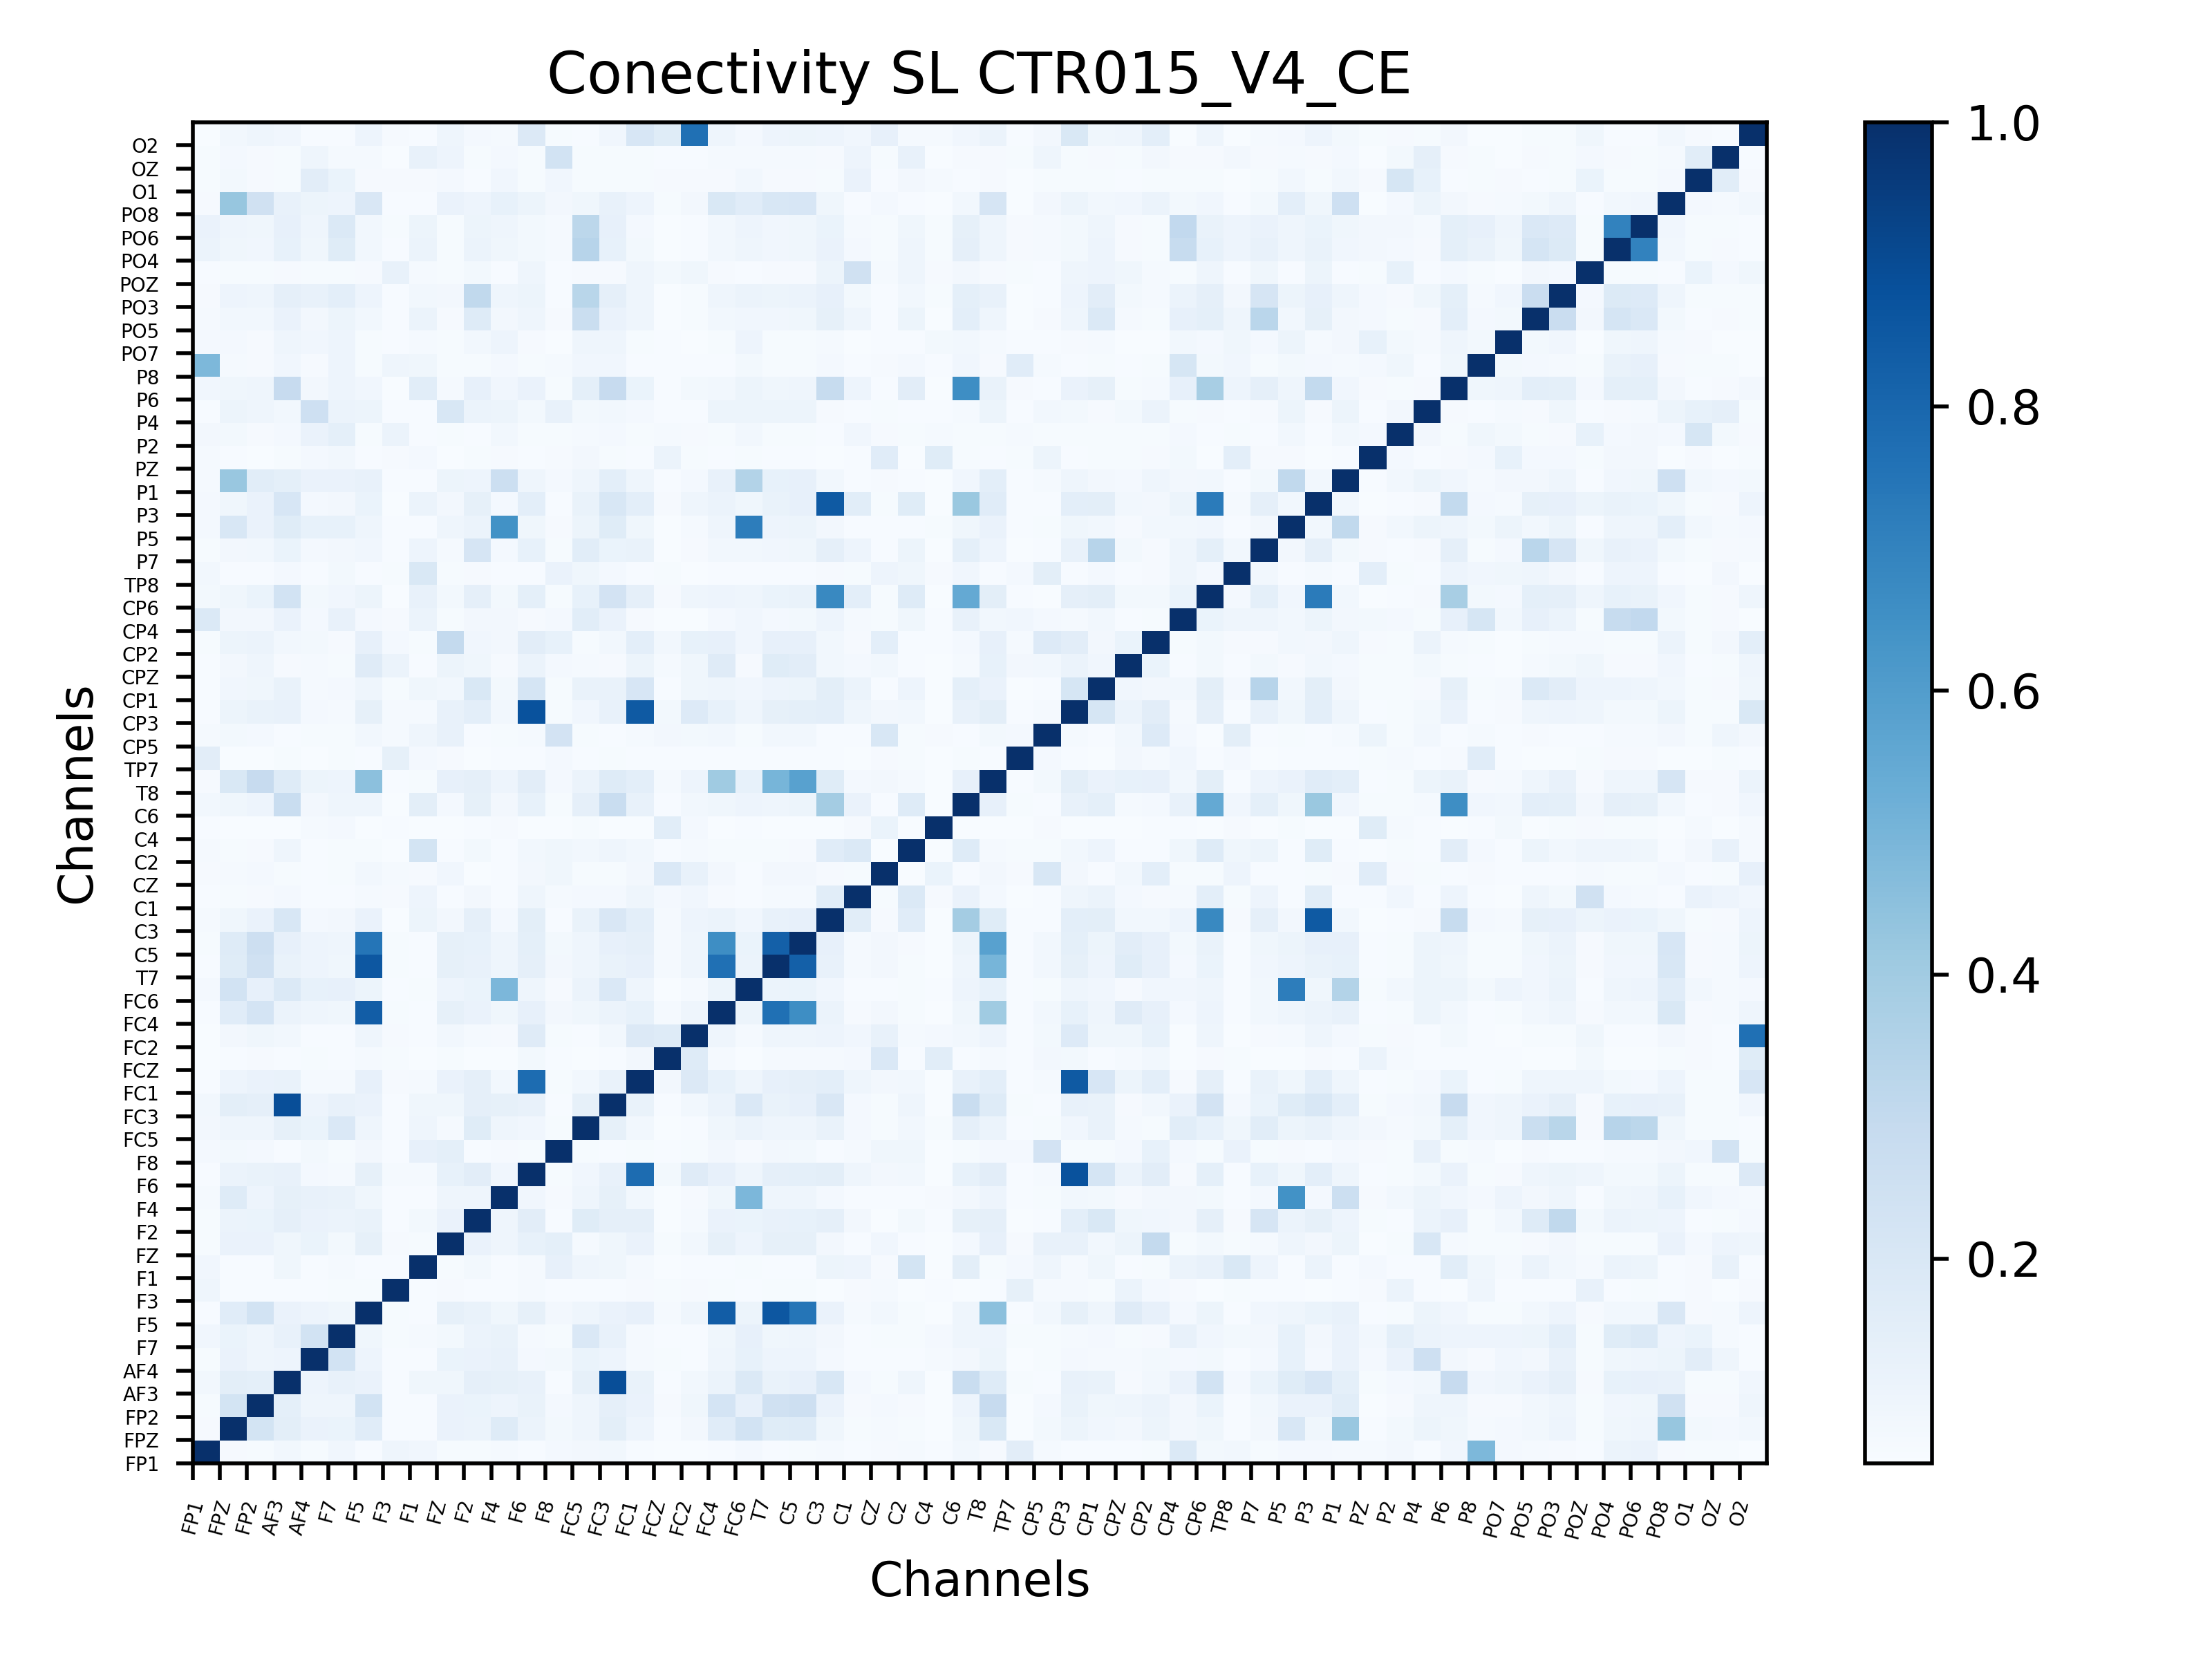 Conectivity SL CTR015_V4_CE
1.0
0.8
0.6
0.4
0.2
Channels
O2
OZ
O1
PO8
PO6
PO4
POZ
PO3
PO5
PO7
P8
P6
P4
P2
PZ
P1
P3
P5
P7
TP8
CP6
CP4
CP2
CPZ
CP1
CP3
CP5
TP7
T8
C6
C4
C2
CZ
C1
C3
C5
T7
FC6
FC4
FC2
FCZ
FC1
FC3
FC5
F8
F6
F4
F2
FZ
F1
F3
F5
F7
AF4
AF3
FP2
FPZ
FP1
FP1 FPZ FP2 AF3 AF4 F7 F5 F3 F1 FZ F2 F4 F6 F8 FC5 FC3 FC1 FCZ FC2 FC4 FC6 T7 C5 C3 C1 CZ C2 C4 C6 T8 TP7 CP5 CP3 CP1 CPZ CP2 CP4 CP6 TP8 P7 P5 P3 P1 PZ P2 P4 P6 P8 PO7 PO5 PO3 POZ PO4 PO6 PO8 O1 OZ O2
Channels